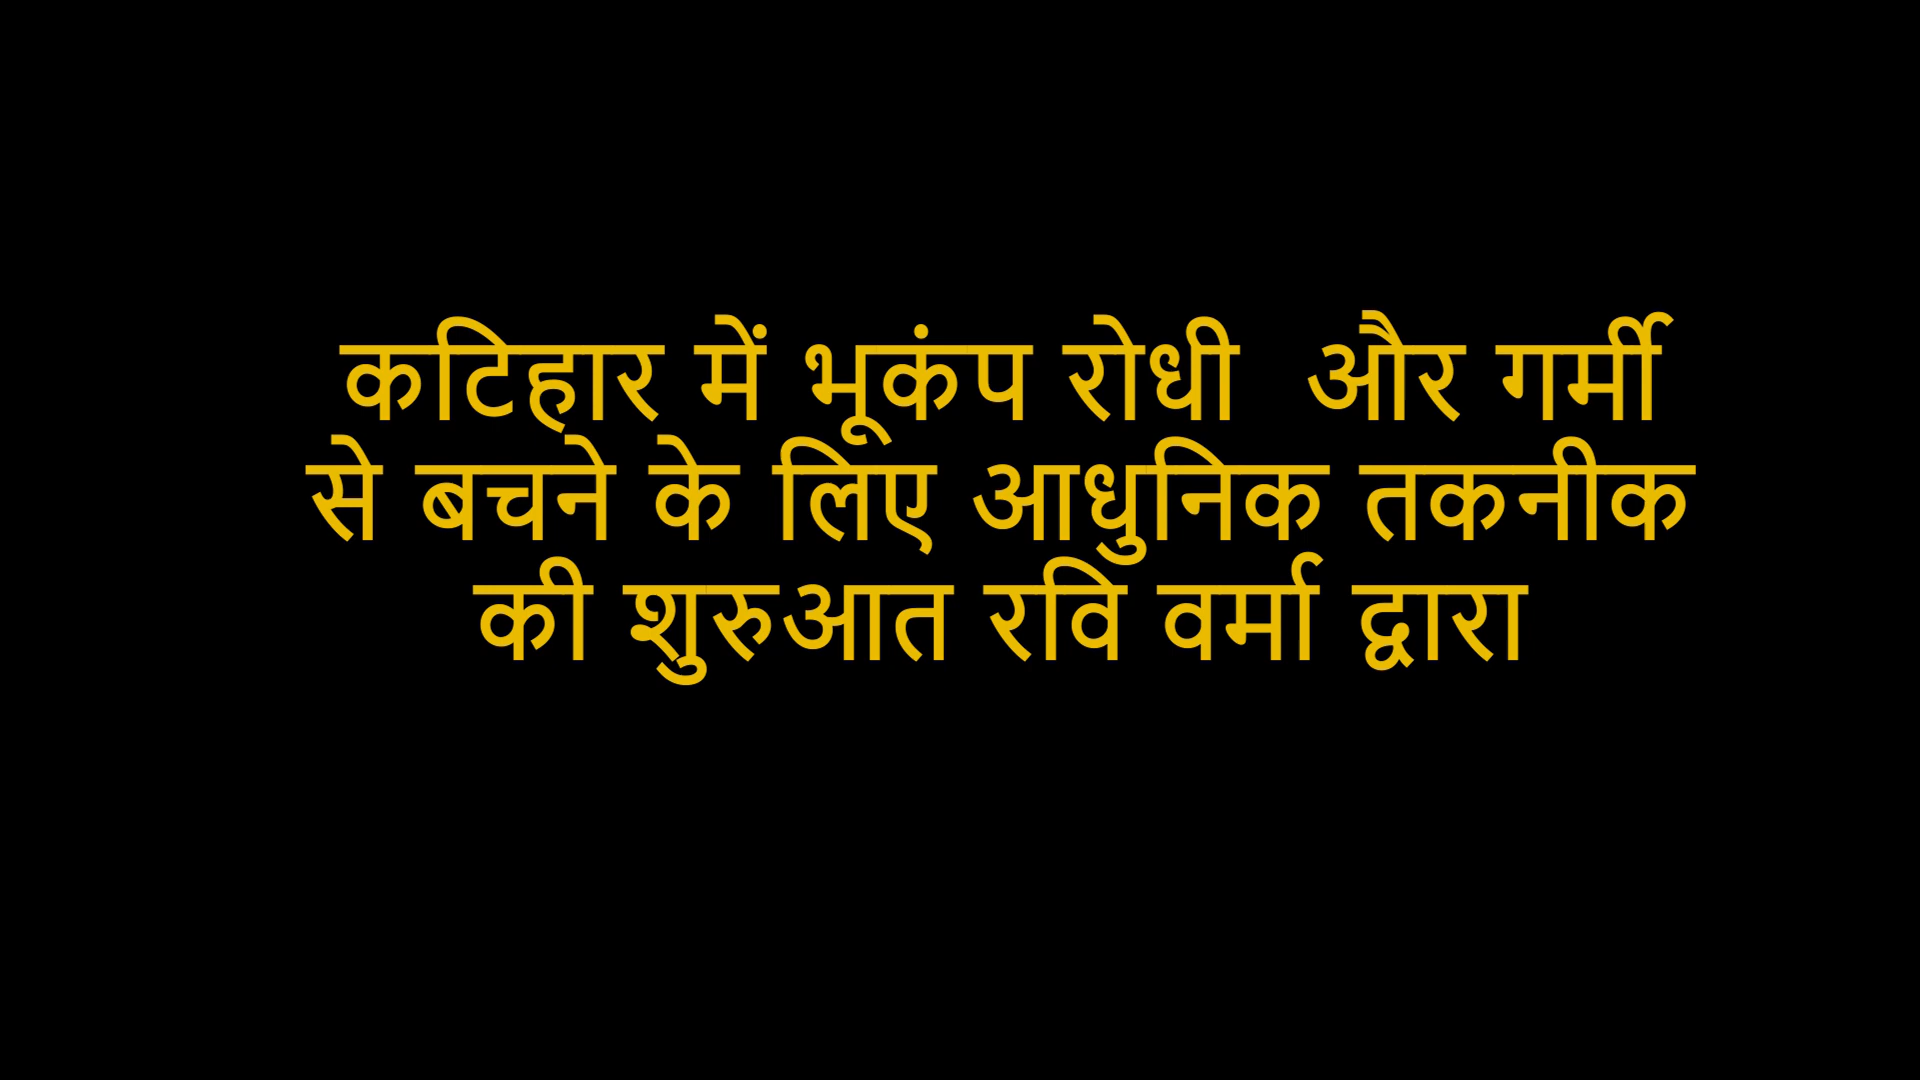 कटिहार में भूकंप रोधी  और गर्मी
से बचने के लिए आधुनिक तकनीक
की शुरुआत रवि वर्मा द्वारा